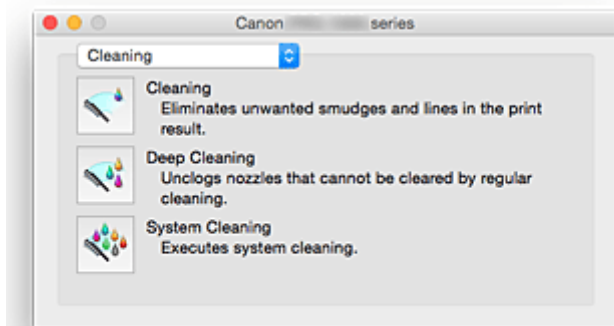 Canon series
Cleaning
Cleaning
Eliminates unwanted smudges and lines in the print
result.
Deep Cleaning
Unclogs nozzles that cannot be cleared by regular
cleaning.
System Cleaning
Executes system cleaning.